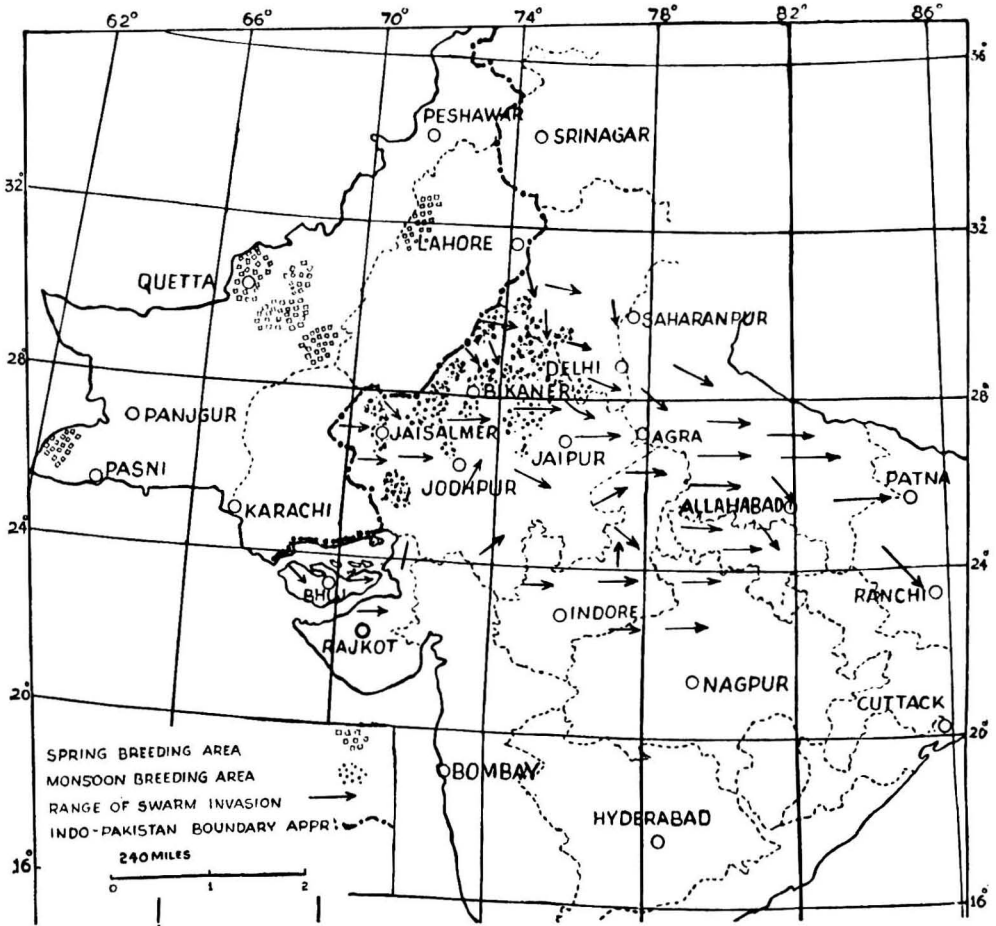 62° 66° 70° 74° 78° 82° 86°
36°
PESHAWAR
SRINAGAR
32°
32°
LAHORE
QUETTA
SAHARANPUR
DELHI
28°
28°
BIKANER
PANJGUR
JAISALMER
AGRA
JAIPUR
PASNI
JODHPUR
PATNA
KARACHI
ALLAHABAD
24°
24°
BHUJ
RANCHI
INDORE
RAJKOT
NAGPUR
20°
CUTTACK
20°
SPRING BREEDING AREA
MONSOON BREEDING AREA
BOMBAY
RANGE OF SWARM INVASION
INDO-PAKISTAN BOUNDARY APPR:
HYDERABAD
240 MILES
16°
0 1 2
16°